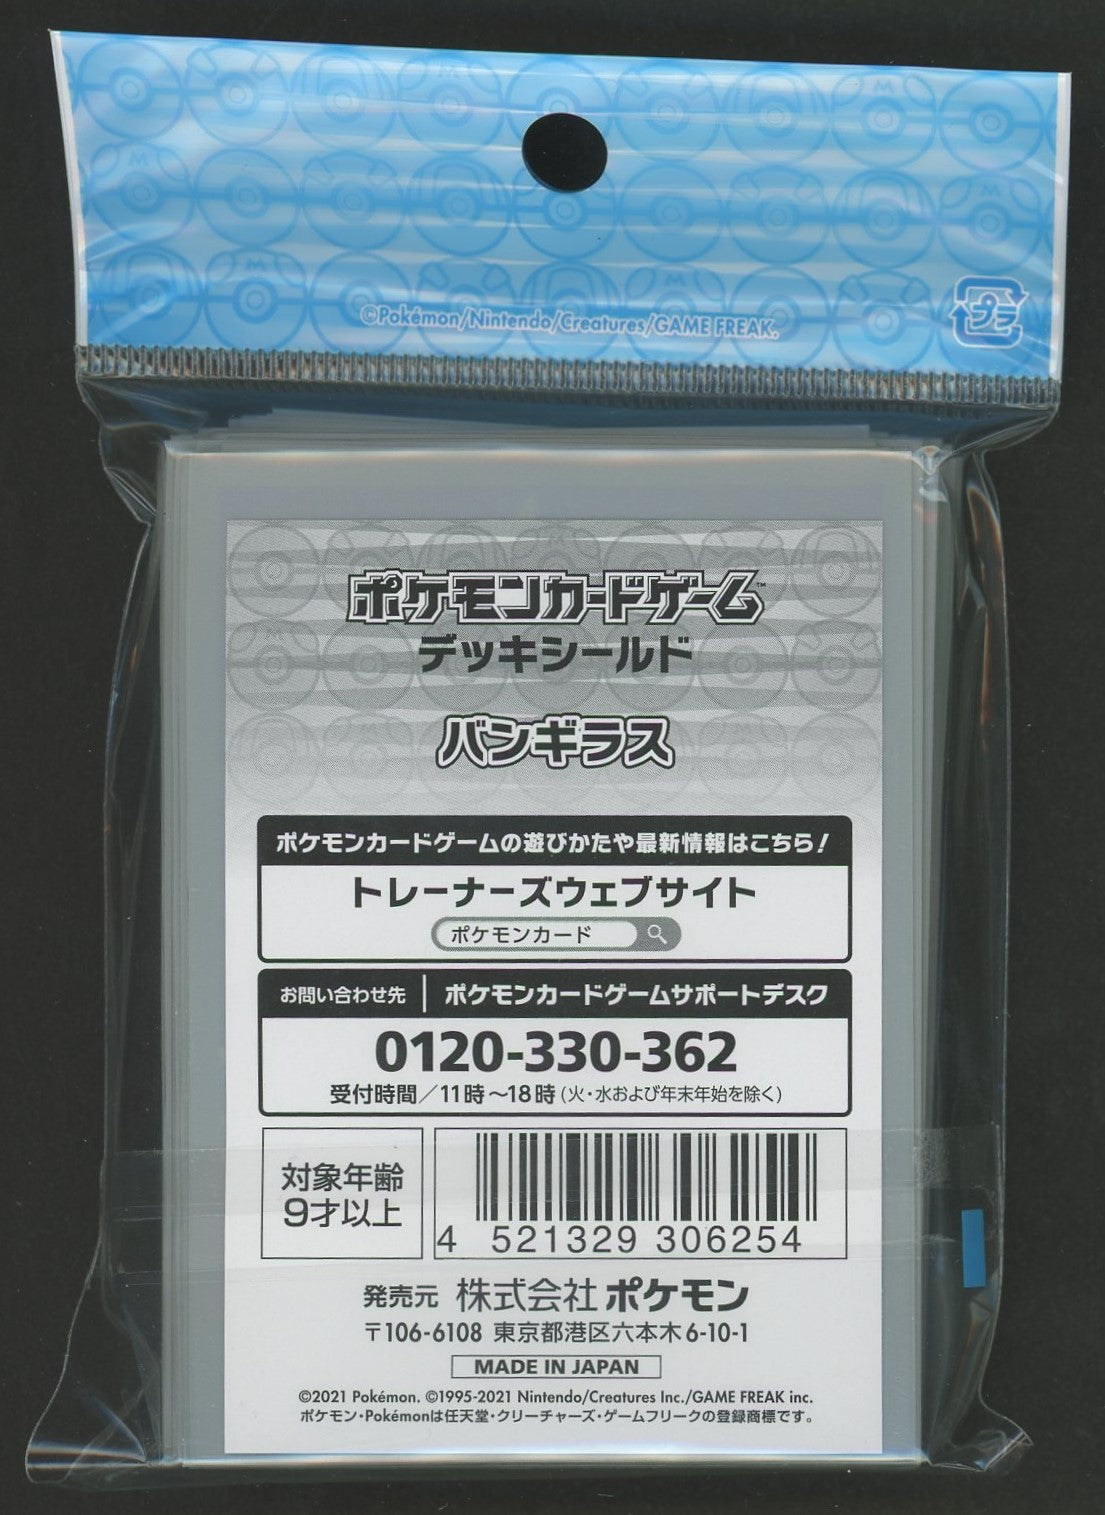 ©Pokémon/Nintendo/Creatures/GAME FREAK.
プラ
ポケモンカードゲーム™
デッキシールド
バンギラス
ポケモンカードゲームの遊びかたや最新情報はこちら!
トレーナーズウェブサイト
ポケモンカード
お問い合わせ先 | ポケモンカードゲームサポートデスク
0120-330-362
受付時間/11時~18時(火・水および年末年始を除く)
対象年齢
9才以上
4 521329 306254
発売元 株式会社ポケモン
〒106-6108 東京都港区六本木6-10-1
MADE IN JAPAN
©2021 Pokémon. ©1995-2021 Nintendo/Creatures Inc./GAME FREAK inc.
ポケモン・Pokémonは任天堂・クリーチャーズ・ゲームフリークの登録商標です。